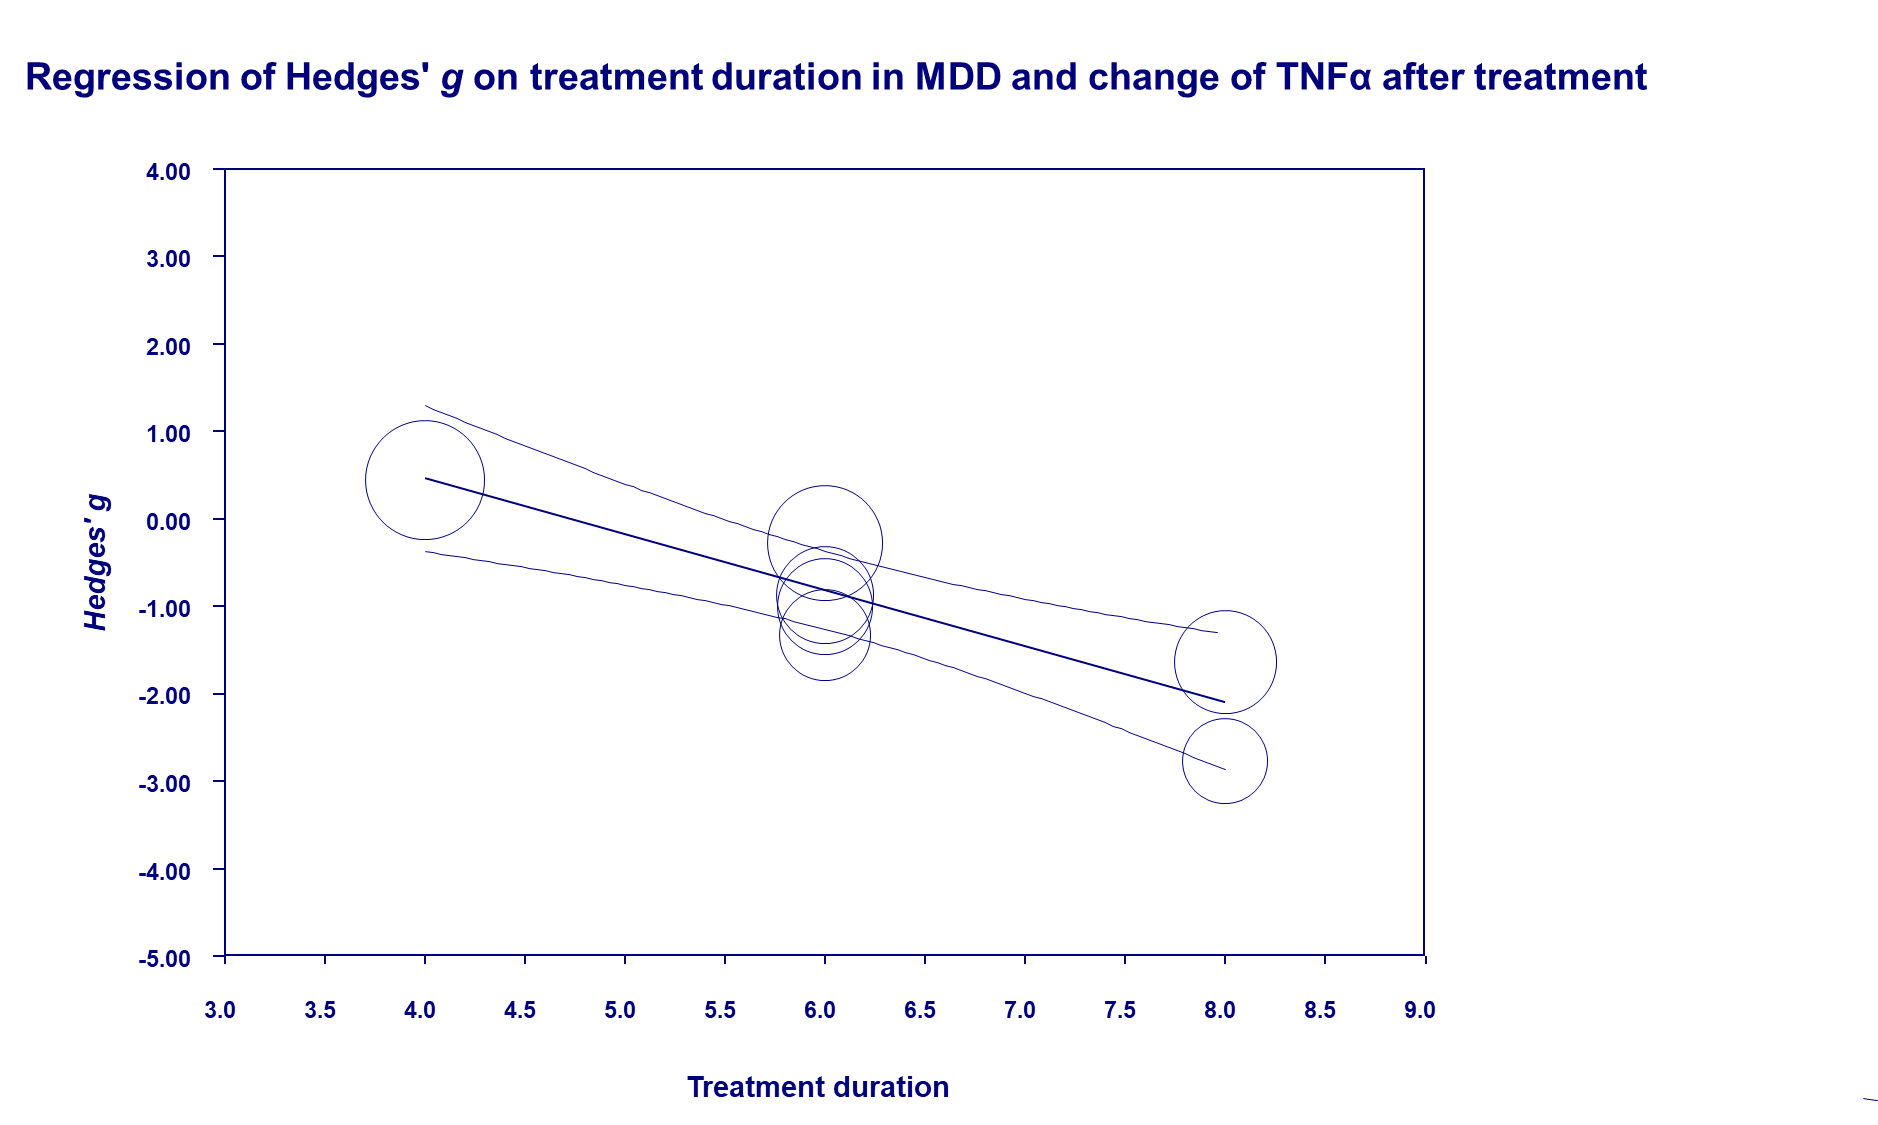 Regression of Hedges' g on treatment duration in MDD and change of TNFα after treatment
4.00
3.00
2.00
1.00
0.00
-1.00
-2.00
-3.00
-4.00
-5.00
Hedges' g
3.0 3.5 4.0 4.5 5.0 5.5 6.0 6.5 7.0 7.5 8.0 8.5 9.0
Treatment duration